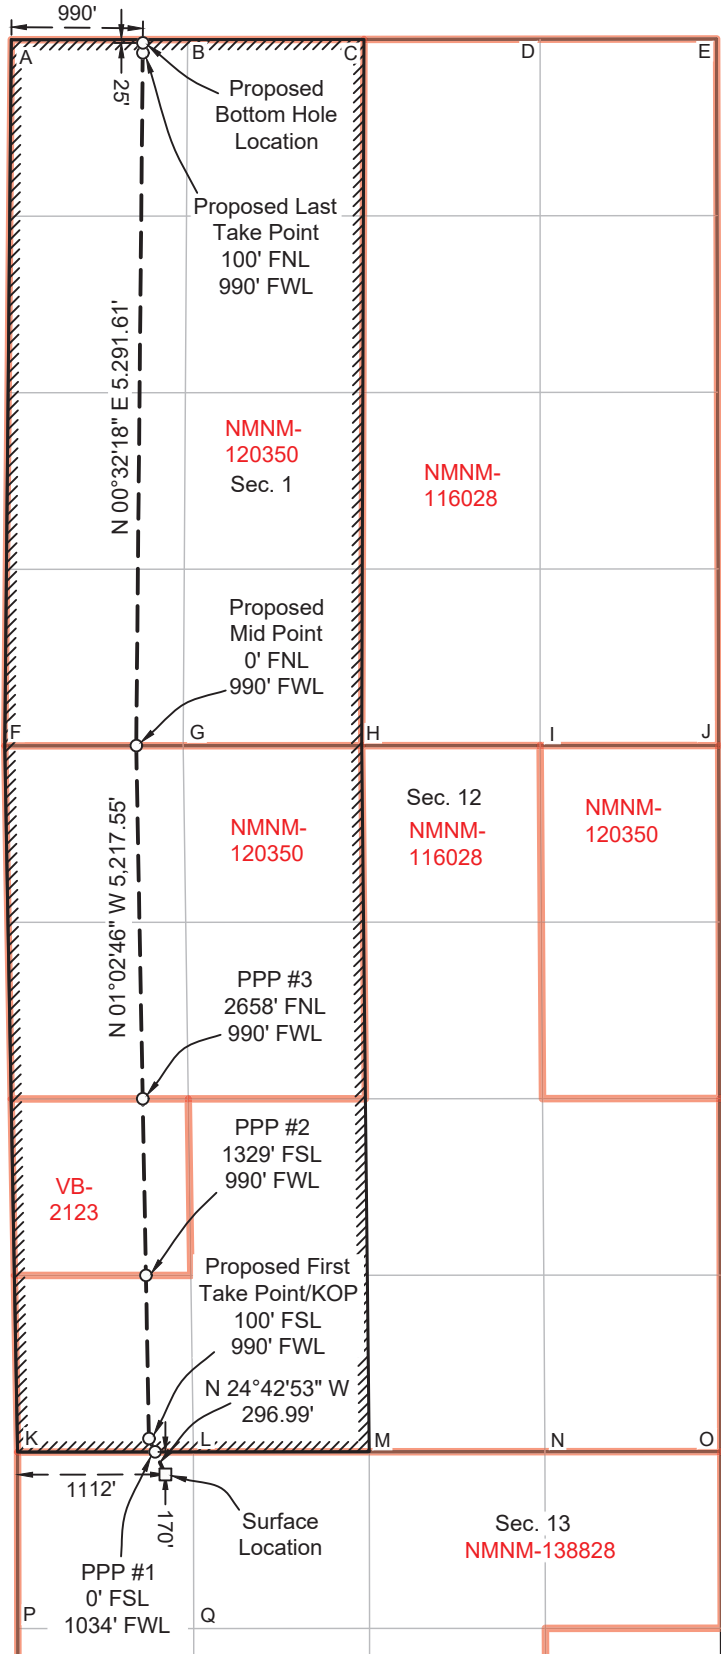 990'
A
B
C
D
E
25'
Proposed
Bottom Hole
Location
Proposed Last
Take Point
100' FNL
990' FWL
N 00°32'18" E 5,291.61'
NMNM-
120350
Sec. 1
NMNM-
116028
Proposed
Mid Point
0' FNL
990' FWL
F
G
H
I
J
N 01°02'46" W 5,217.55'
NMNM-
120350
Sec. 12
NMNM-
116028
NMNM-
120350
PPP #3
2658' FNL
990' FWL
PPP #2
1329' FSL
990' FWL
VB-
2123
Proposed First
Take Point/KOP
100' FSL
990' FWL
N 24°42'53" W
296.99'
K
L
M
N
O
1112'
170'
Surface
Location
Sec. 13
NMNM-138828
PPP #1
0' FSL
1034' FWL
P
Q